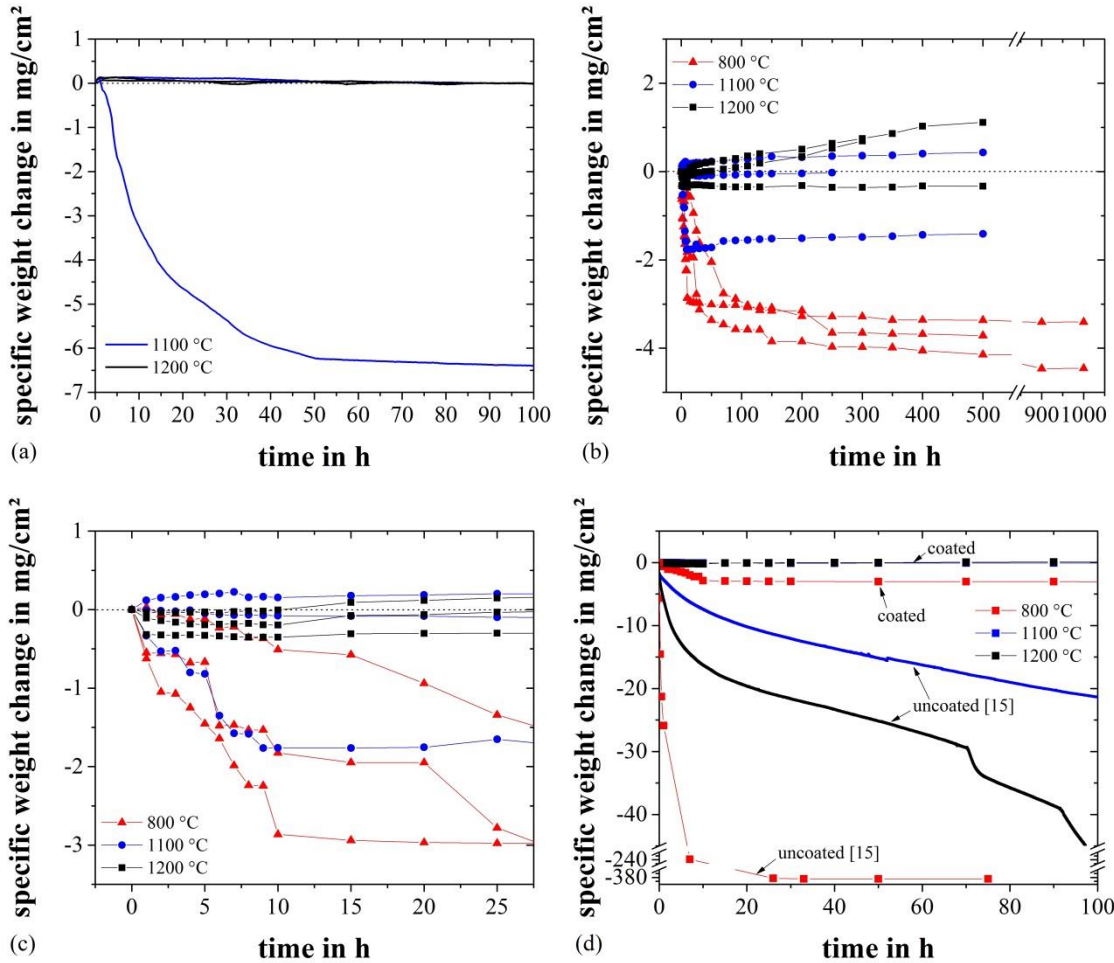 specific weight change in mg/cm²
1
0
-1
-2
-3
-4
-5
-6
-7
1100 °C
1200 °C
0 10 20 30 40 50 60 70 80 90 100
(a)
time in h
specific weight change in mg/cm²
2
0
-2
-4
800 °C
1100 °C
1200 °C
0 100 200 300 400 500 900 1000
(b)
time in h
specific weight change in mg/cm²
1
0
-1
-2
-3
800 °C
1100 °C
1200 °C
0 5 10 15 20 25
(c)
time in h
specific weight change in mg/cm²
0
-10
-20
-30
-40
-240
-380
coated
coated
800 °C
1100 °C
1200 °C
uncoated [15]
uncoated [15]
0 20 40 60 80 100
(d)
time in h